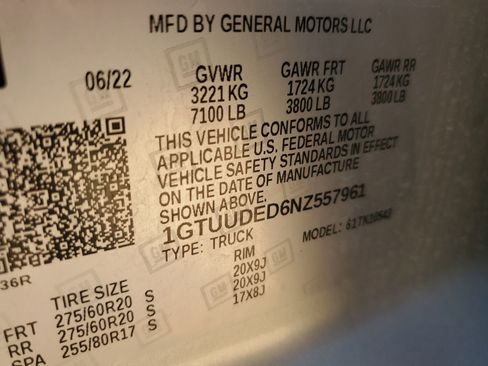 MFD BY GENERAL MOTORS LLC
06/22 GVWR GAWR FRT GAWR RR
3221 KG 1724 KG 1724 KG
7100 LB 3800 LB 3800 LB
THIS VEHICLE CONFORMS TO ALL
APPLICABLE U.S. FEDERAL MOTOR
VEHICLE SAFETY STANDARDS IN EFFECT
ON THE DATE OF MANUFACTURE
SHOWN ABOVE.
1GTUUDED6NZ557961
TYPE: TRUCK MODEL:
36R
TIRE SIZE RIM
FRT 275/60R20 S 20X9J
RR 275/60R20 S 20X9J
SPA 255/80R17 S 17X8J
GM